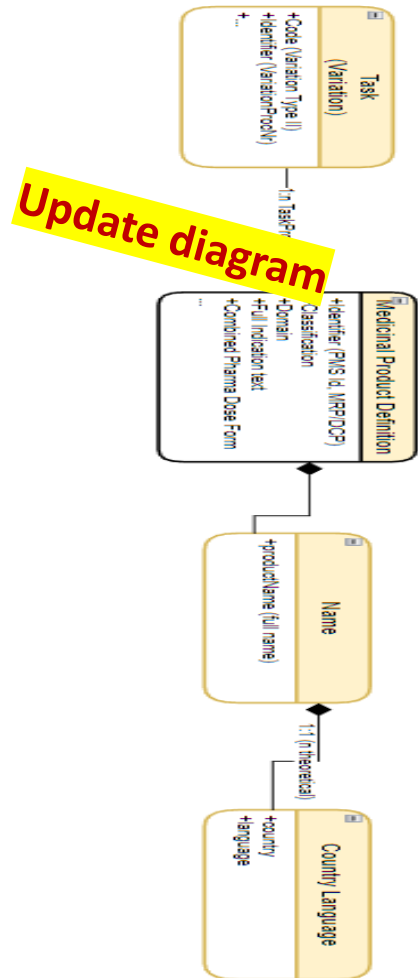 Task
(Variation)
+Code (Variation Type II)
+Identifier (VariationProcNr)
+ ...
1:n
Update diagram
Medicinal Product Definition
+Identifier (PMS Id, MRP/DCP)
Classification
+Domain
+Full Indication text
+Combined Pharma Dose Form
...
Name
+productName (full name)
1:1 (n theoretical)
Country Language
+country
+language